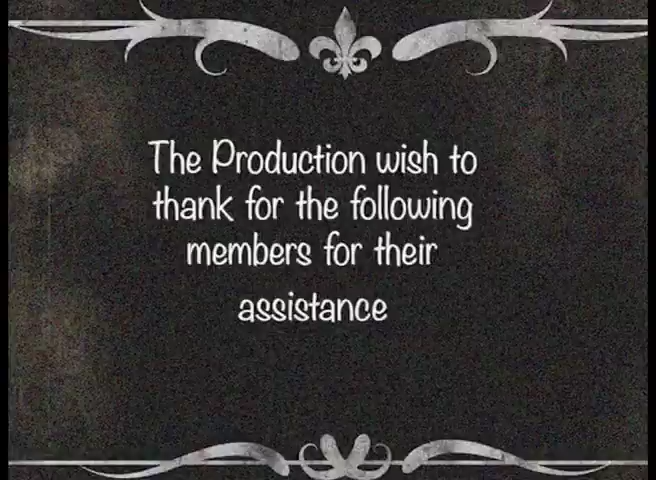 The Production wish to
thank for the following
members for their
assistance